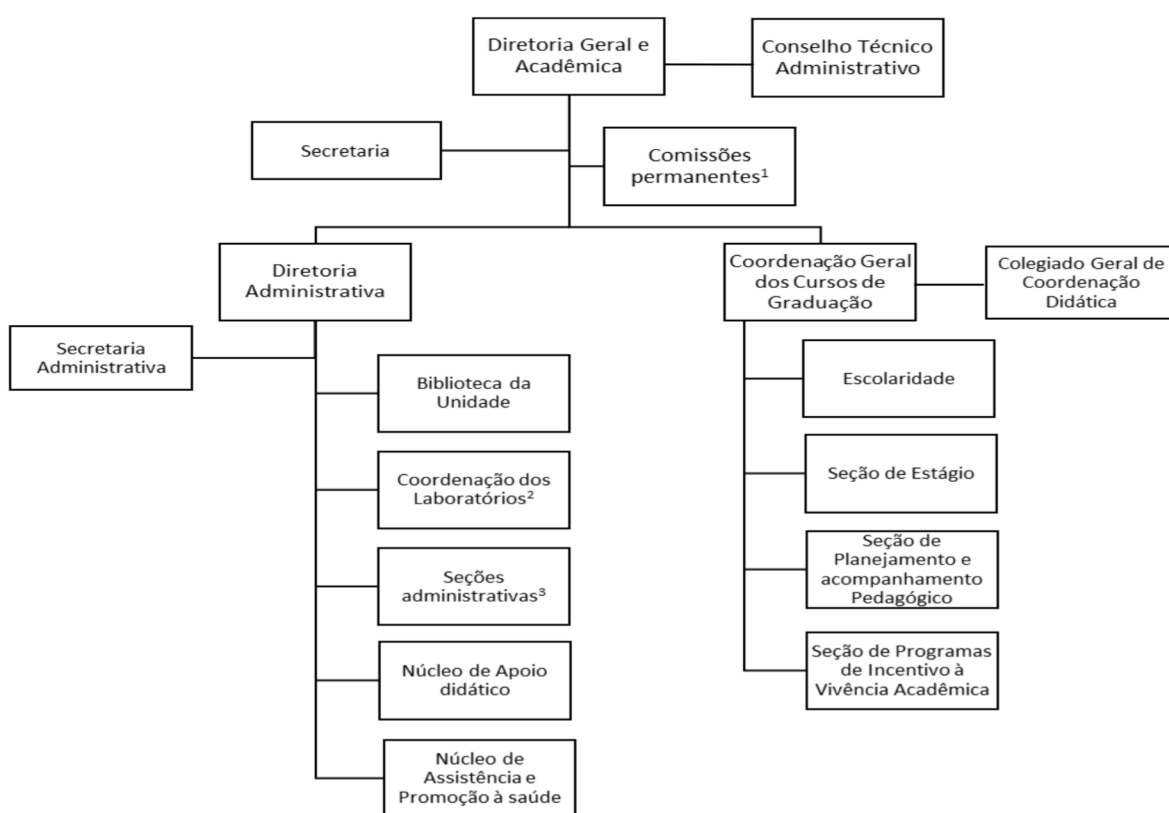 Diretoria Geral e
Acadêmica
Conselho Técnico
Administrativo
Secretaria
Comissões
permanentes¹
Diretoria
Administrativa
Coordenação Geral
dos Cursos de
Graduação
Colegiado Geral de
Coordenação
Didática
Secretaria
Administrativa
Biblioteca da
Unidade
Coordenação dos
Laboratórios²
Seções
administrativas³
Núcleo de Apoio
didático
Núcleo de
Assistência e
Promoção à saúde
Escolaridade
Seção de Estágio
Seção de
Planejamento e
acompanhamento
Pedagógico
Seção de Programas
de Incentivo à
Vivência Acadêmica